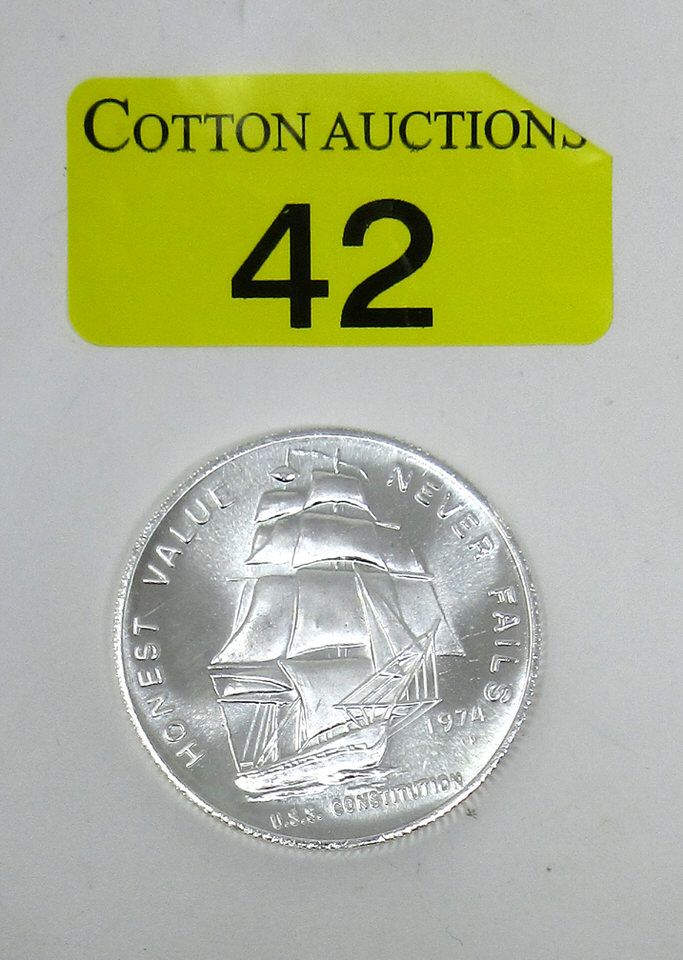 COTTON AUCTIONS
42
HONEST VALUE NEVER FAILS
1974
U.S.S. CONSTITUTION